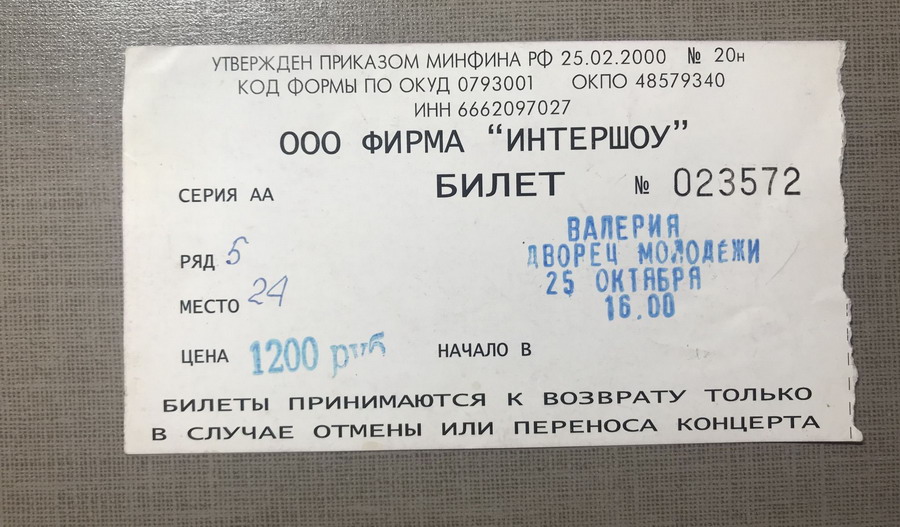 УТВЕРЖДЕН ПРИКАЗОМ МИНФИНА РФ 25.02.2000 № 20н
КОД ФОРМЫ ПО ОКУД 0793001 ОКПО 48579340
ИНН 6662097027
ООО ФИРМА “ИНТЕРШОУ”
СЕРИЯ АА БИЛЕТ № 023572
ВАЛЕРИЯ
ДВОРЕЦ МОЛОДЕЖИ
25 ОКТЯБРЯ
16.00
РЯД 5
МЕСТО 24
ЦЕНА 1200 руб НАЧАЛО В
БИЛЕТЫ ПРИНИМАЮТСЯ К ВОЗВРАТУ ТОЛЬКО
В СЛУЧАЕ ОТМЕНЫ ИЛИ ПЕРЕНОСА КОНЦЕРТА